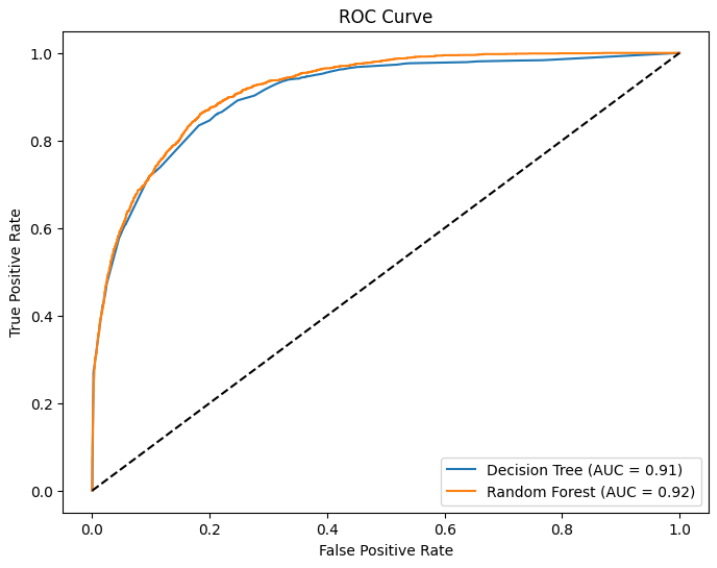 ROC Curve
1.0
0.8
0.6
0.4
0.2
0.0
True Positive Rate
0.0 0.2 0.4 0.6 0.8 1.0
False Positive Rate
Decision Tree (AUC = 0.91)
Random Forest (AUC = 0.92)